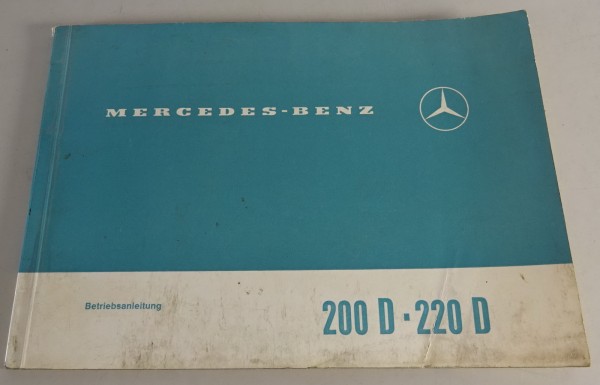 MERCEDES-BENZ
Betriebsanleitung
200 D · 220 D